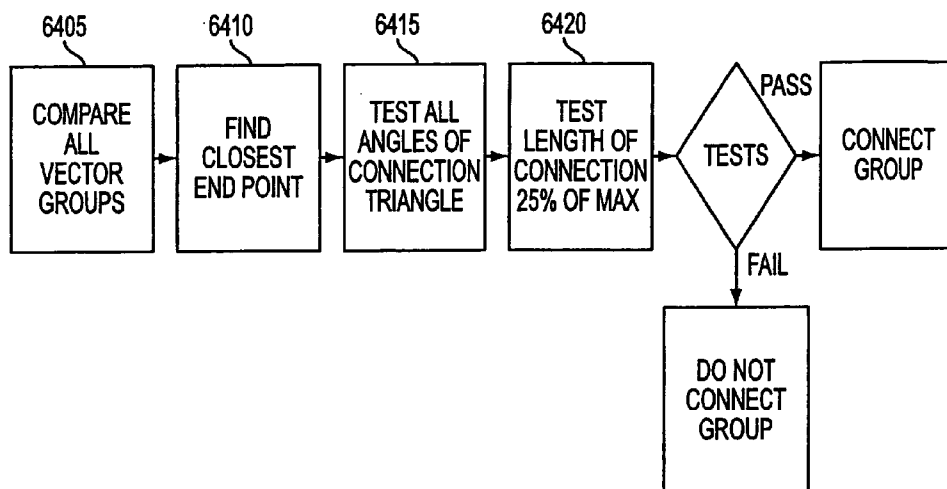 6405
6410
6415
6420
COMPARE
ALL
VECTOR
GROUPS
FIND
CLOSEST
END POINT
TEST ALL
ANGLES OF
CONNECTION
TRIANGLE
TEST
LENGTH OF
CONNECTION
25% OF MAX
TESTS
PASS
CONNECT
GROUP
FAIL
DO NOT
CONNECT
GROUP